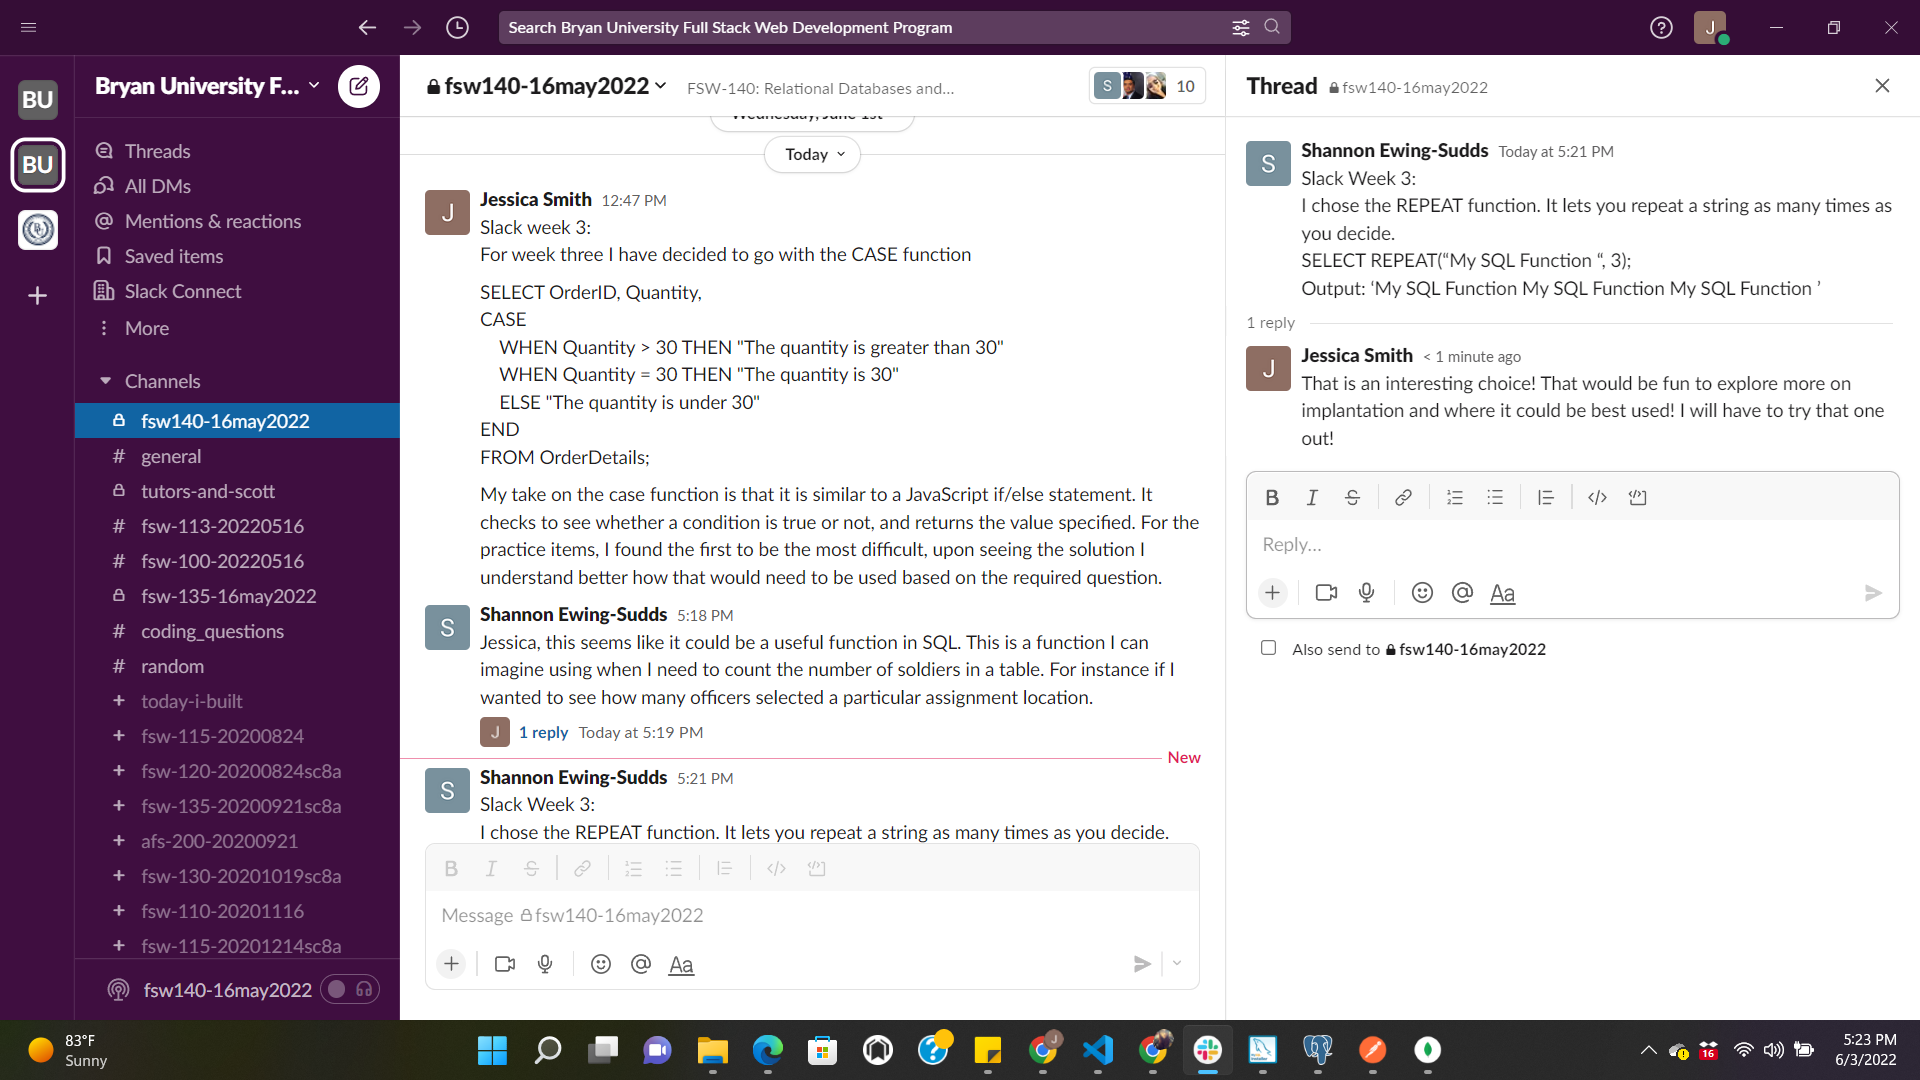 Search Bryan University Full Stack Web Development Program
J
BU
BU
Bryan University F...
Threads
All DMs
Mentions & reactions
Saved items
Slack Connect
More
Channels
fsw140-16may2022
# general
tutors-and-scott
# fsw-113-20220516
# fsw-100-20220516
fsw-135-16may2022
# coding_questions
# random
+ today-i-built
+ fsw-115-20200824
+ fsw-120-20200824sc8a
+ fsw-135-20200921sc8a
+ afs-200-20200921
+ fsw-130-20201019sc8a
+ fsw-110-20201116
+ fsw-115-20201214sc8a
fsw140-16may2022
fsw140-16may2022
FSW-140: Relational Databases and...
S
10
Wednesday, June 1st
Today
J
Jessica Smith 12:47 PM
Slack week 3:
For week three I have decided to go with the CASE function
SELECT OrderID, Quantity,
CASE
WHEN Quantity > 30 THEN "The quantity is greater than 30"
WHEN Quantity = 30 THEN "The quantity is 30"
ELSE "The quantity is under 30"
END
FROM OrderDetails;
My take on the case function is that it is similar to a JavaScript if/else statement. It
checks to see whether a condition is true or not, and returns the value specified. For the
practice items, I found the first to be the most difficult, upon seeing the solution I
understand better how that would need to be used based on the required question.
S
Shannon Ewing-Sudds 5:18 PM
Jessica, this seems like it could be a useful function in SQL. This is a function I can
imagine using when I need to count the number of soldiers in a table. For instance if I
wanted to see how many officers selected a particular assignment location.
J 1 reply Today at 5:19 PM
New
S
Shannon Ewing-Sudds 5:21 PM
Slack Week 3:
I chose the REPEAT function. It lets you repeat a string as many times as you decide.
B I S
Message fsw140-16may2022
+ @ Aa
Thread fsw140-16may2022
S
Shannon Ewing-Sudds Today at 5:21 PM
Slack Week 3:
I chose the REPEAT function. It lets you repeat a string as many times as
you decide.
SELECT REPEAT(“My SQL Function “, 3);
Output: ‘My SQL Function My SQL Function My SQL Function ’
1 reply
J
Jessica Smith < 1 minute ago
That is an interesting choice! That would be fun to explore more on
implantation and where it could be best used! I will have to try that one
out!
B I S
Reply...
+ @ Aa
Also send to fsw140-16may2022
83°F
Sunny
J
16
5:23 PM
6/3/2022